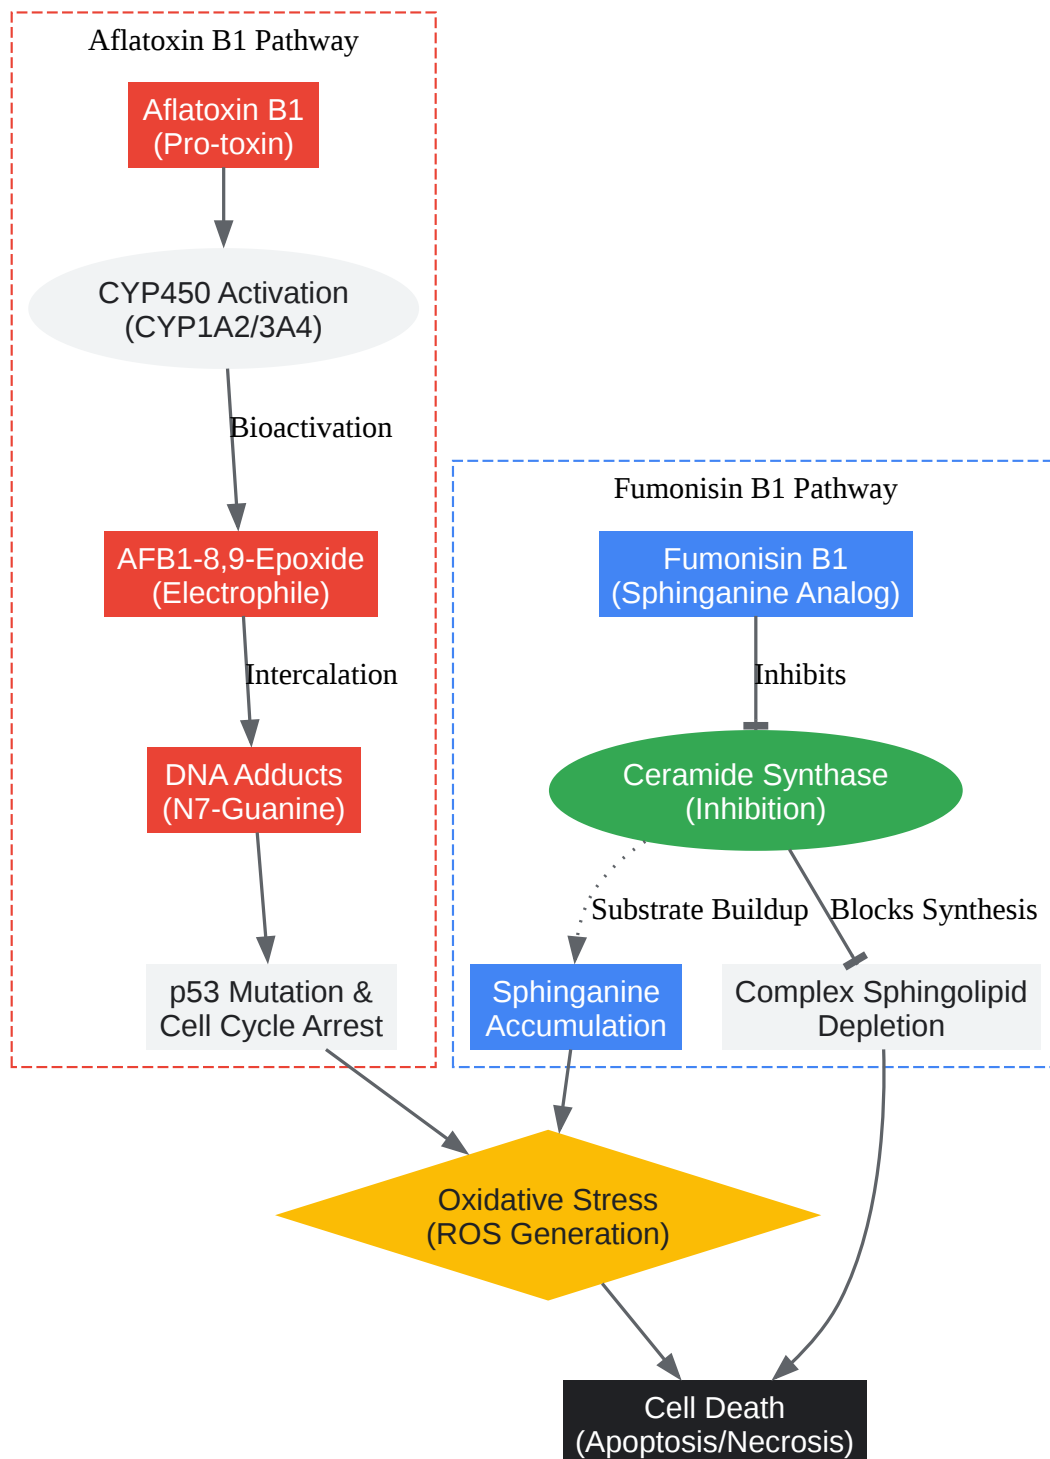 Aflatoxin B1 Pathway
Aflatoxin B1
(Pro-toxin)
CYP450 Activation
(CYP1A2/3A4)
Bioactivation
AFB1-8,9-Epoxide
(Electrophile)
Intercalation
DNA Adducts
(N7-Guanine)
p53 Mutation &
Cell Cycle Arrest
Fumonisin B1 Pathway
Fumonisin B1
(Sphinganine Analog)
Inhibits
Ceramide Synthase
(Inhibition)
Substrate Buildup
Blocks Synthesis
Sphinganine
Accumulation
Complex Sphingolipid
Depletion
Oxidative Stress
(ROS Generation)
Cell Death
(Apoptosis/Necrosis)